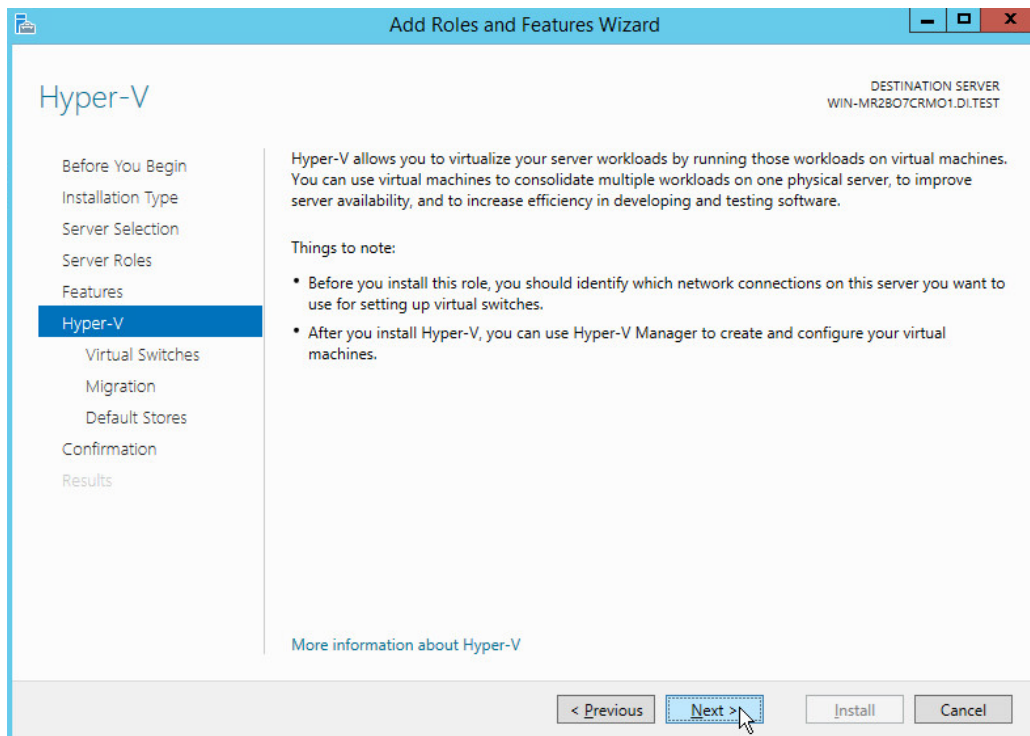 Add Roles and Features Wizard
Hyper-V
DESTINATION SERVER
WIN-MR2BO7CRMO1.DI.TEST
Before You Begin
Installation Type
Server Selection
Server Roles
Features
Hyper-V
Virtual Switches
Migration
Default Stores
Confirmation
Results
Hyper-V allows you to virtualize your server workloads by running those workloads on virtual machines.
You can use virtual machines to consolidate multiple workloads on one physical server, to improve
server availability, and to increase efficiency in developing and testing software.
Things to note:
• Before you install this role, you should identify which network connections on this server you want to
use for setting up virtual switches.
• After you install Hyper-V, you can use Hyper-V Manager to create and configure your virtual
machines.
More information about Hyper-V
< Previous Next > Install Cancel